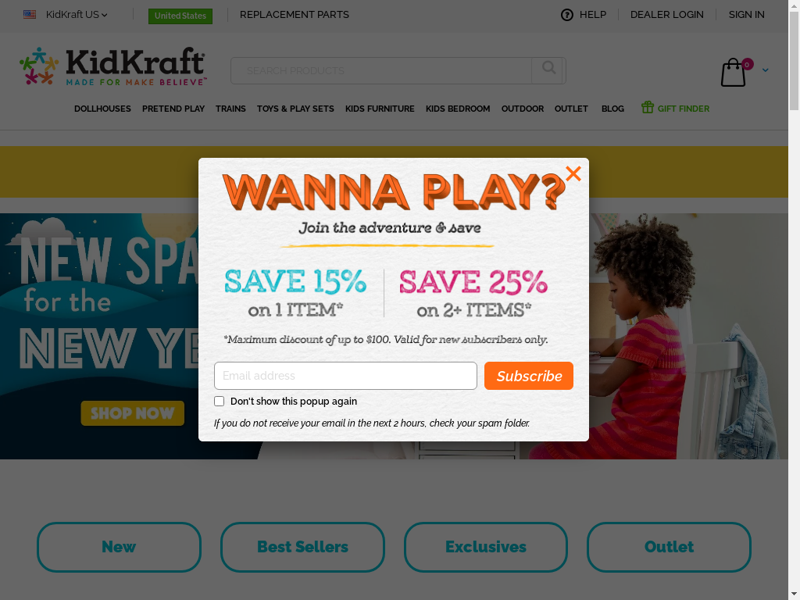 KidKraft US
United States
REPLACEMENT PARTS
HELP
DEALER LOGIN
SIGN IN
KidKraft
MADE FOR MAKE BELIEVE
SEARCH PRODUCTS
0
DOLLHOUSES
PRETEND PLAY
TRAINS
TOYS & PLAY SETS
KIDS FURNITURE
KIDS BEDROOM
OUTDOOR
OUTLET
BLOG
GIFT FINDER
WANNA PLAY?
Join the adventure & save
SAVE 15%
on 1 ITEM*
SAVE 25%
on 2+ ITEMS*
*Maximum discount of up to $100. Valid for new subscribers only.
Email address
Subscribe
Don't show this popup again
If you do not receive your email in the next 2 hours, check your spam folder.
NEW SPA
for the
NEW YE
SHOP NOW
New
Best Sellers
Exclusives
Outlet